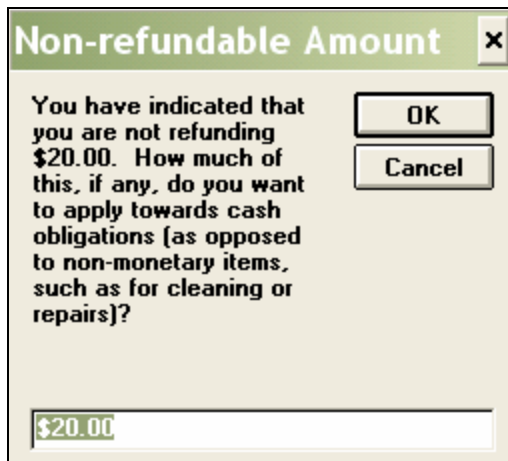 Non-refundable Amount
You have indicated that
you are not refunding
$20.00. How much of
this, if any, do you want
to apply towards cash
obligations (as opposed
to non-monetary items,
such as for cleaning or
repairs)?
OK
Cancel
$20.00